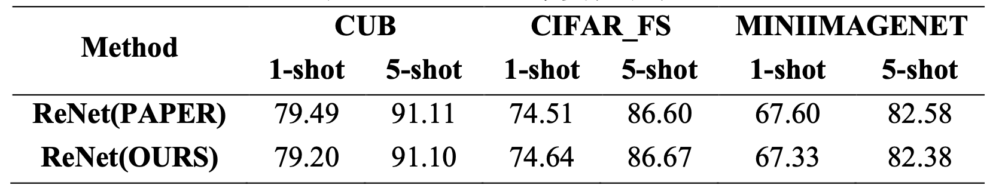 Method CUB CIFAR_FS MINIIMAGENET
1-shot 5-shot 1-shot 5-shot 1-shot 5-shot
ReNet(PAPER) 79.49 91.11 74.51 86.60 67.60 82.58
ReNet(OURS) 79.20 91.10 74.64 86.67 67.33 82.38